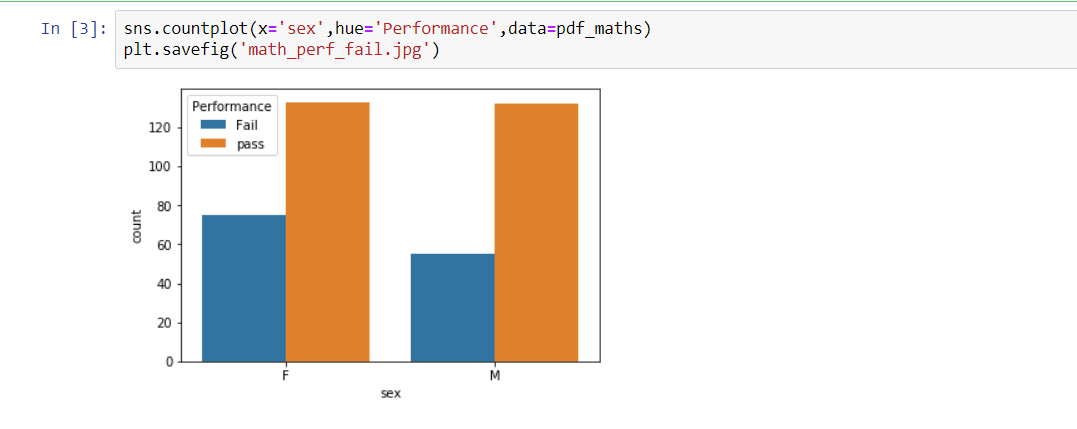 In [3]: sns.countplot(x='sex',hue='Performance',data=pdf_maths)
plt.savefig('math_perf_fail.jpg')
Performance
Fail
pass
120
100
80
60
40
20
0
count
F M
sex